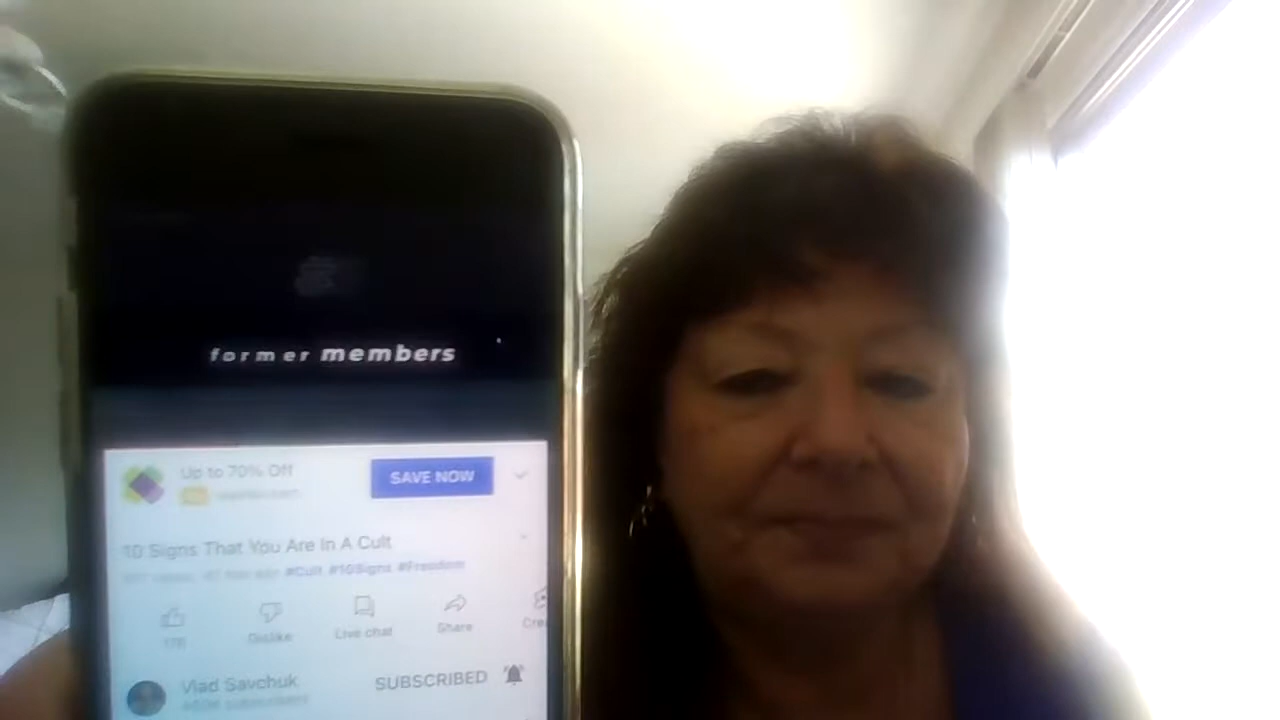 former members
Up to 70% Off
SAVE NOW
10 Signs That You Are In A Cult
#Cult #10Signs #Freedom
Dislike
Live chat
Share
Vlad Savchuk
SUBSCRIBED